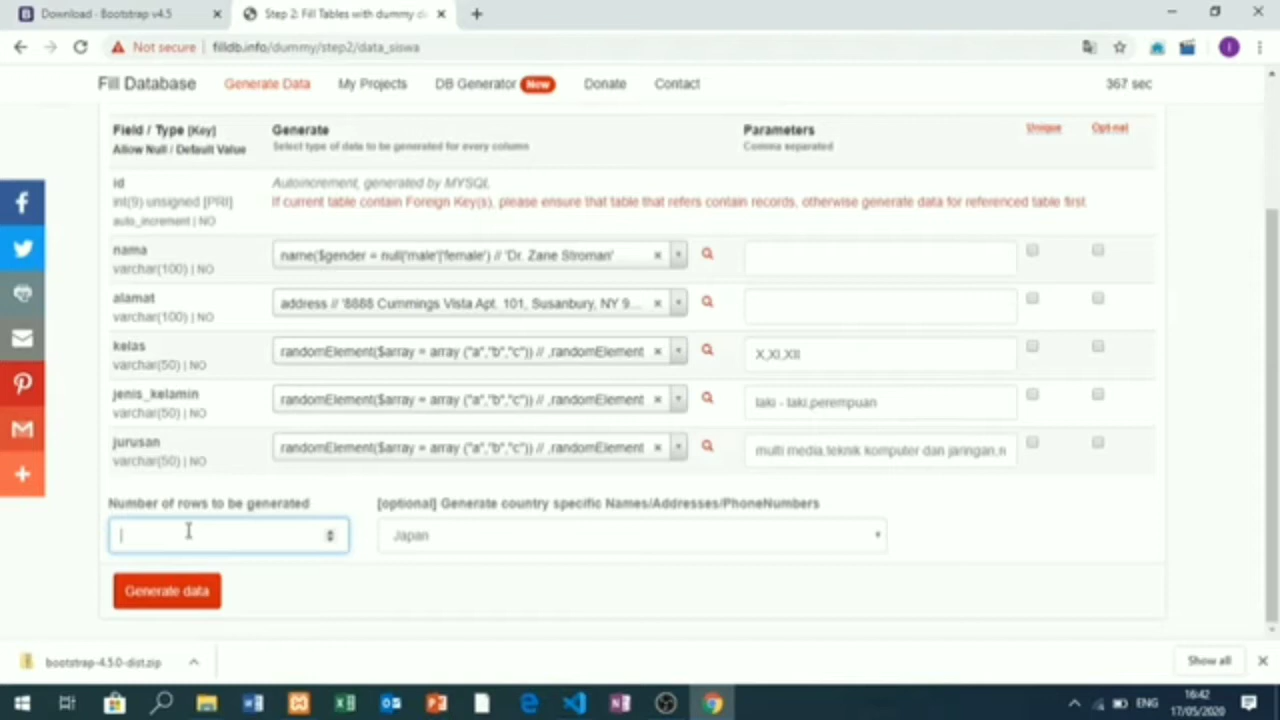 Download · Bootstrap v4.5
Step 2: Fill Tables with dummy d
Not secure | filldb.info/dummy/step2/data_siswa
Fill Database Generate Data My Projects DB Generator New Donate Contact 367 sec
Field / Type [Key] Generate Parameters Unique Opt-nal
Allow Null / Default Value Select type of data to be generated for every column Comma separated
id Autoincrement, generated by MYSQL
int(9) unsigned [PRI] If current table contain Foreign Key(s), please ensure that table that refers contain records, otherwise generate data for referenced table first.
auto_increment | NO
nama name($gender = null|'male'|'female') // 'Dr. Zane Stroman'
varchar(100) | NO
alamat address // '8888 Cummings Vista Apt. 101, Susanbury, NY 9...
varchar(100) | NO
kelas randomElement($array = array ("a","b","c")) // ,randomElement X,XI,XII
varchar(50) | NO
jenis_kelamin randomElement($array = array ("a","b","c")) // ,randomElement laki - laki,perempuan
varchar(50) | NO
jurusan randomElement($array = array ("a","b","c")) // ,randomElement multi media,teknik komputer dan jaringan,r
varchar(50) | NO
Number of rows to be generated [optional] Generate country specific Names/Addresses/PhoneNumbers
Japan
Generate data
bootstrap-4.5.0-dist.zip Show all
ENG 16:42
17/05/2020